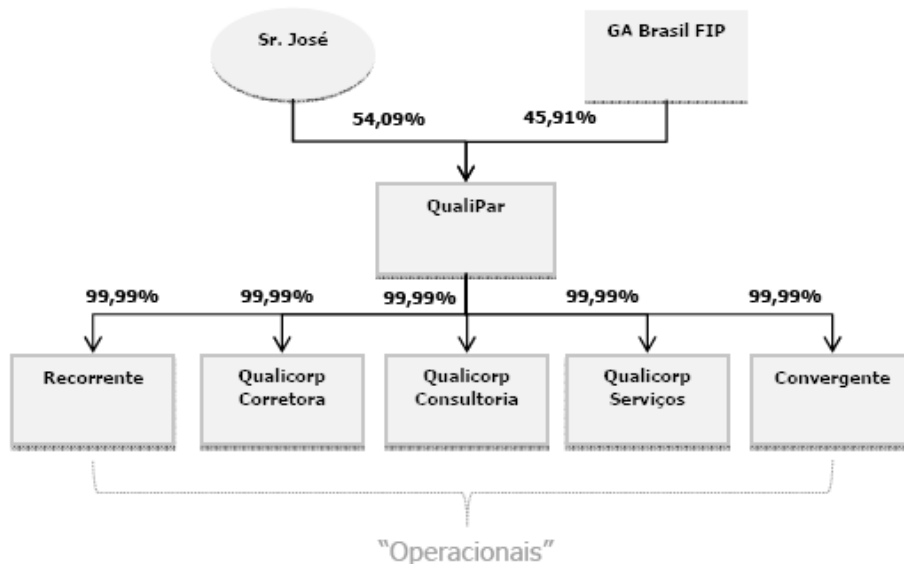 Sr. José
GA Brasil FIP
54,09%
45,91%
QualiPar
99,99%
99,99%
99,99%
99,99%
99,99%
Recorrente
Qualicorp
Corretora
Qualicorp
Consultoria
Qualicorp
Serviços
Convergente
"Operacionais"